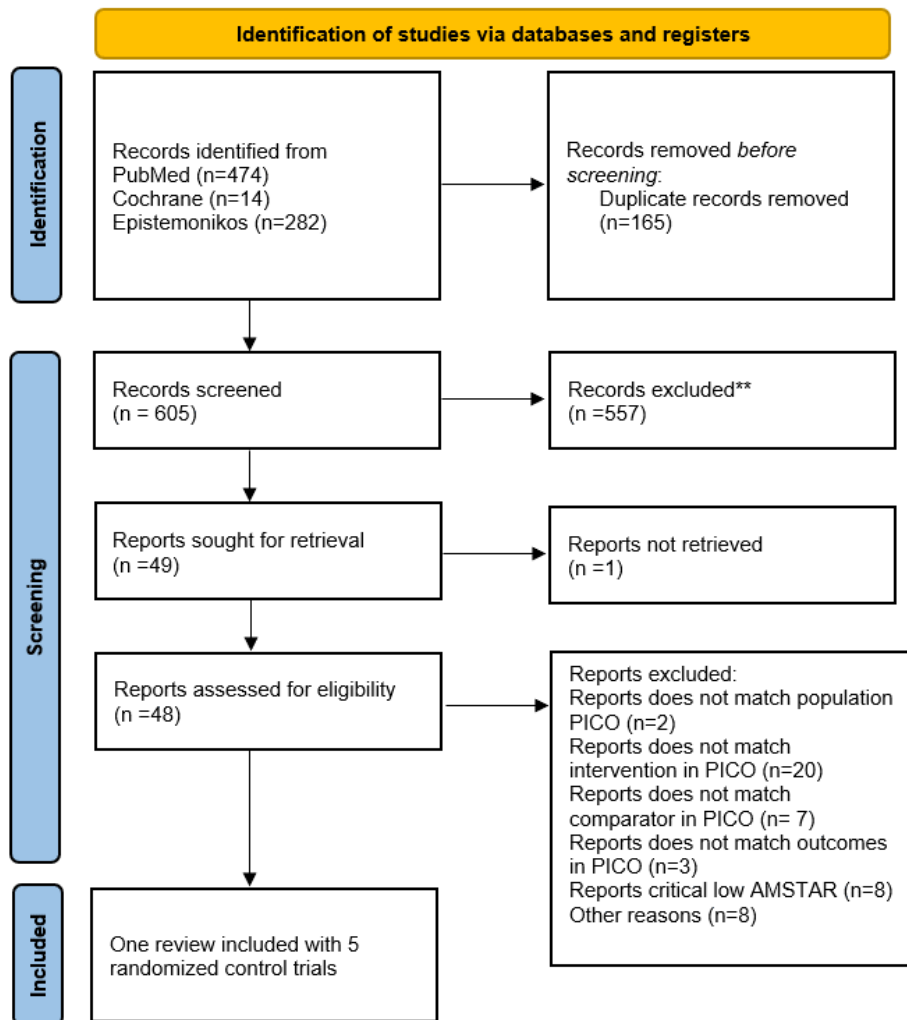 Identification of studies via databases and registers
Identification
Records identified from
PubMed (n=474)
Cochrane (n=14)
Epistemonikos (n=282)
Records removed before
screening:
Duplicate records removed
(n=165)
Screening
Records screened
(n = 605)
Records excluded**
(n =557)
Reports sought for retrieval
(n =49)
Reports not retrieved
(n =1)
Reports assessed for eligibility
(n =48)
Reports excluded:
Reports does not match population
PICO (n=2)
Reports does not match
intervention in PICO (n=20)
Reports does not match
comparator in PICO (n= 7)
Reports does not match outcomes
in PICO (n=3)
Reports critical low AMSTAR (n=8)
Other reasons (n=8)
Included
One review included with 5
randomized control trials